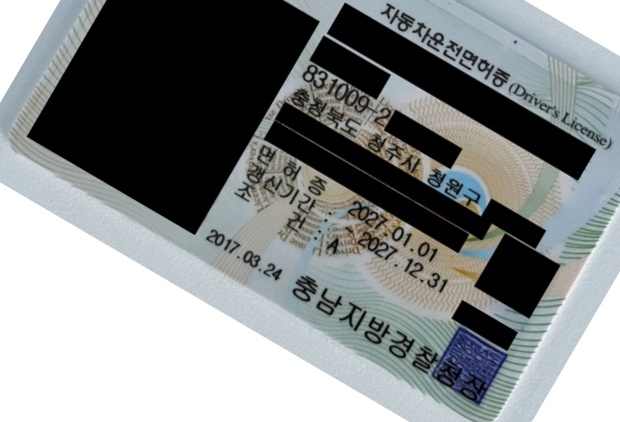 자동차운전면허증 (Driver's License)
831009-2
충청북도 청주시 청원구
면 허 증
갱신기간 : 2027.01.01
~ 2027.12.31
조 건 : A
2017.03.24
충남지방경찰청장